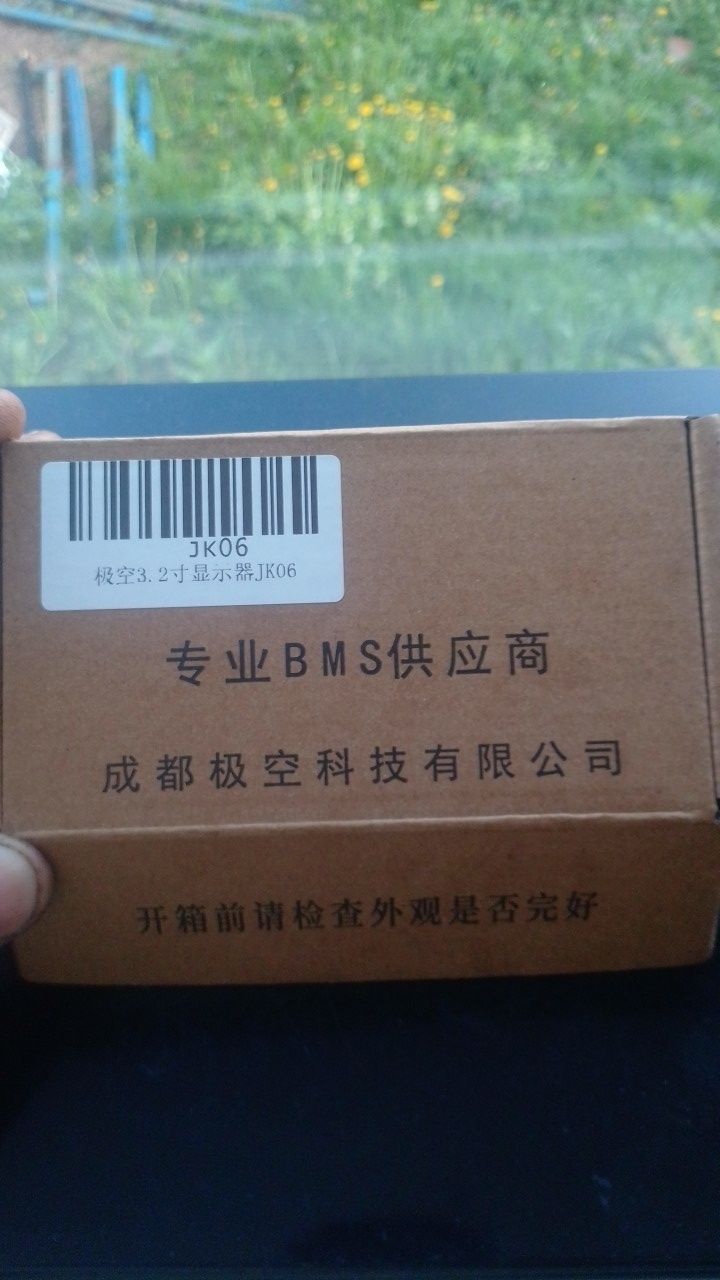 JK06
极空3.2寸显示器JK06
专业BMS供应商
成都极空科技有限公司
开箱前请检查外观是否完好